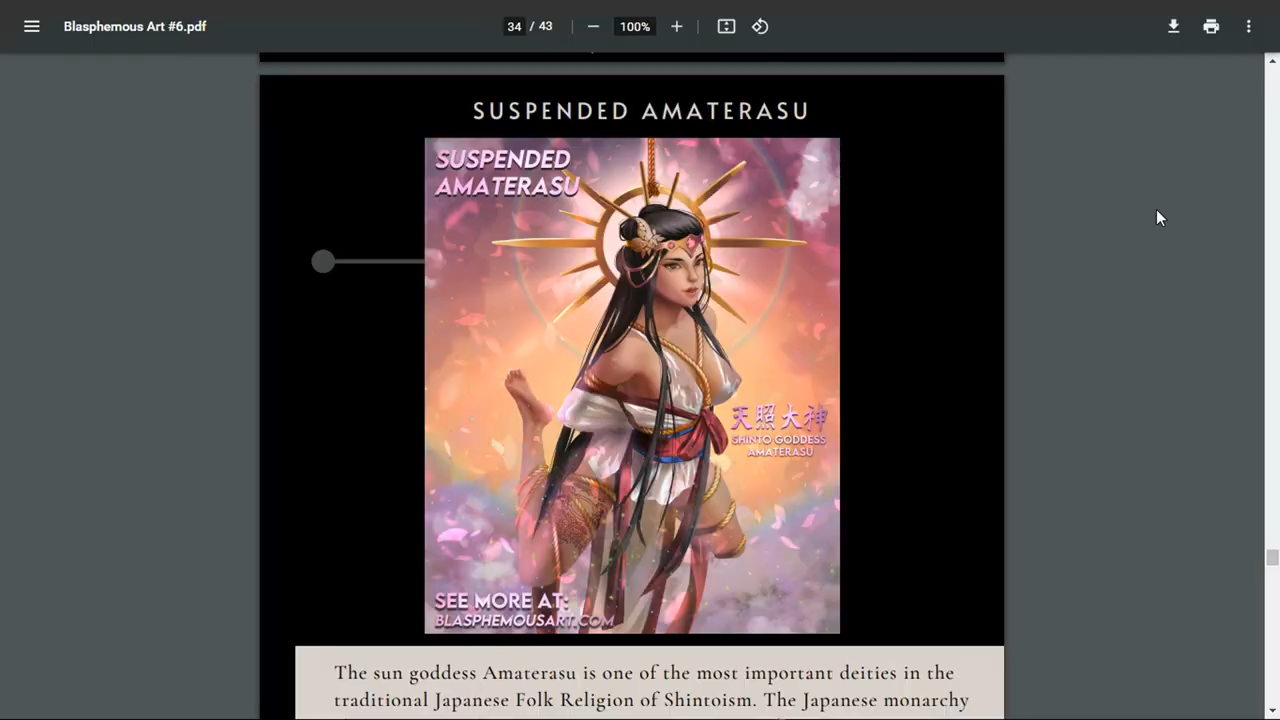 Blasphemous Art #6.pdf
34 / 43
100%
SUSPENDED AMATERASU
SUSPENDED
AMATERASU
天照大神
SHINTO GODDESS
AMATERASU
SEE MORE AT:
BLASPHEMOUSART.COM
The sun goddess Amaterasu is one of the most important deities in the
traditional Japanese Folk Religion of Shintoism. The Japanese monarchy